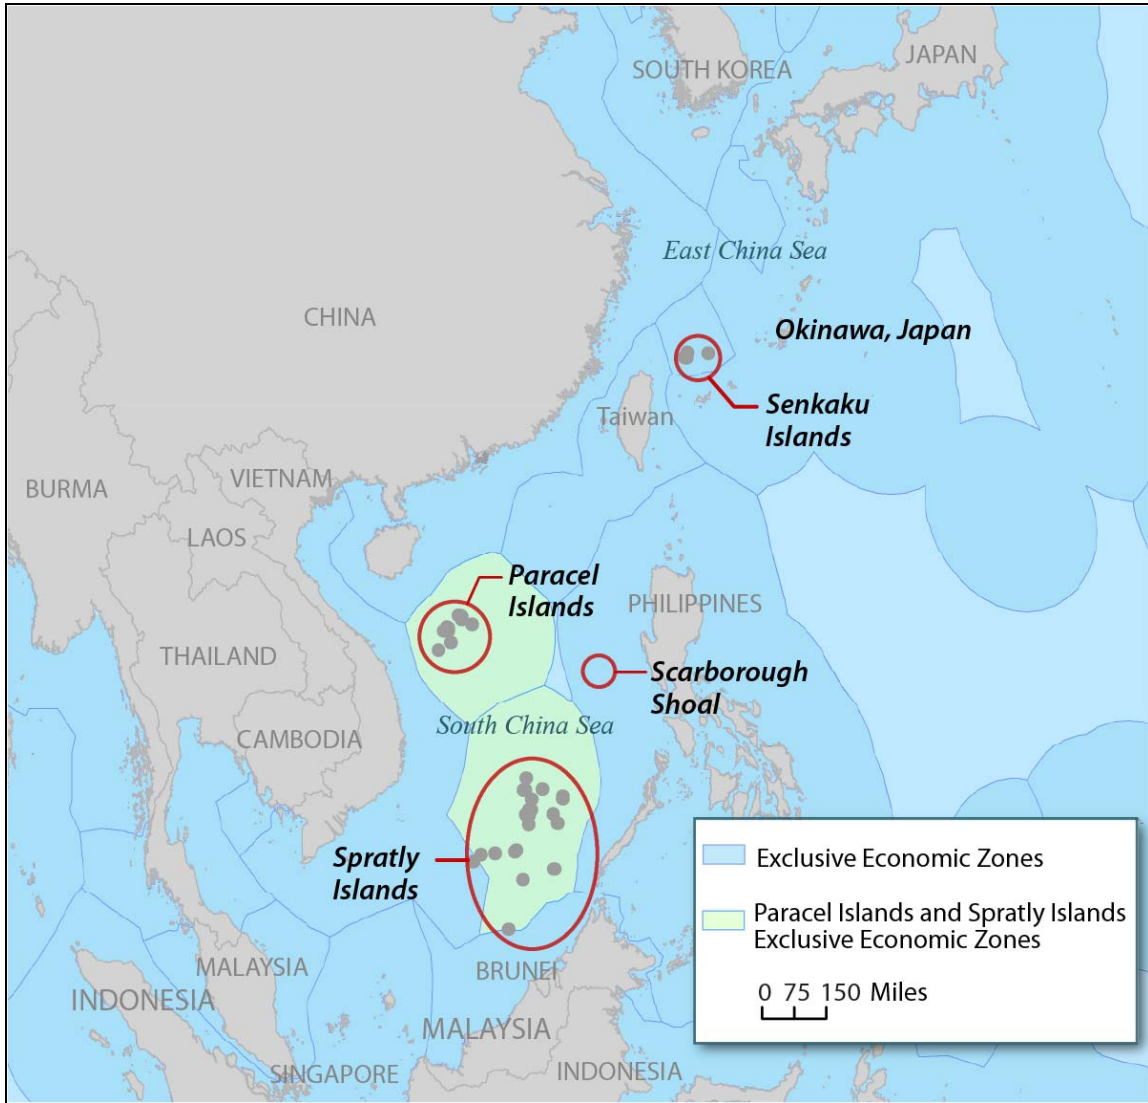 SOUTH KOREA
JAPAN
East China Sea
CHINA
Okinawa, Japan
Senkaku
Islands
Taiwan
VIETNAM
BURMA
LAOS
Paracel
Islands
PHILIPPINES
THAILAND
Scarborough
Shoal
South China Sea
CAMBODIA
Spratly
Islands
Exclusive Economic Zones
Paracel Islands and Spratly Islands
Exclusive Economic Zones
0 75 150 Miles
MALAYSIA
BRUNEI
INDONESIA
MALAYSIA
SINGAPORE
INDONESIA